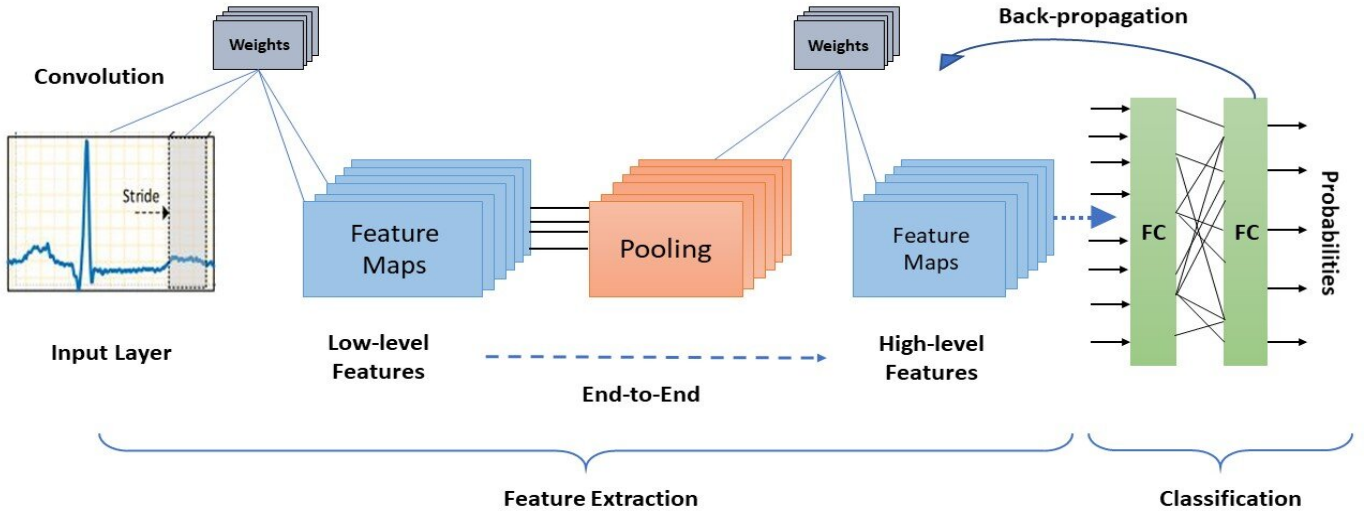 Back-propagation
Weights
Weights
Convolution
Stride
Feature
Maps
Pooling
Feature
Maps
FC
FC
Probabilities
Input Layer
Low-level
Features
End-to-End
High-level
Features
Feature Extraction
Classification